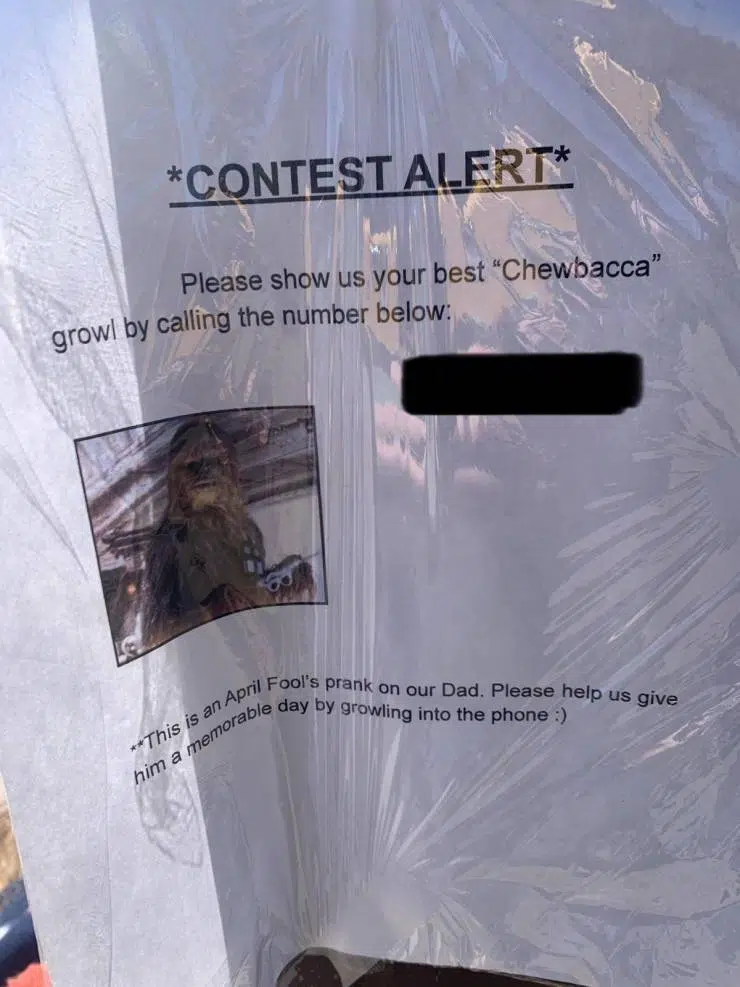 *CONTEST ALERT*
Please show us your best “Chewbacca”
growl by calling the number below:
**This is an April Fool's prank on our Dad. Please help us give
him a memorable day by growling into the phone :)